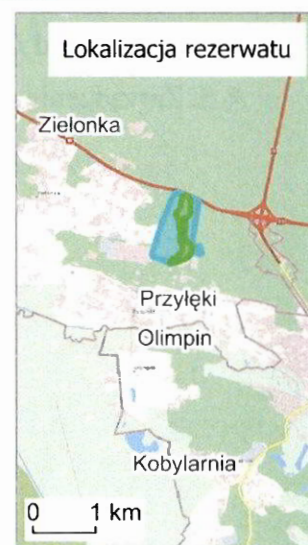 Lokalizacja rezerwatu
Zielonka
Przyłęki
Olimpin
Kobylarnia
0 1 km